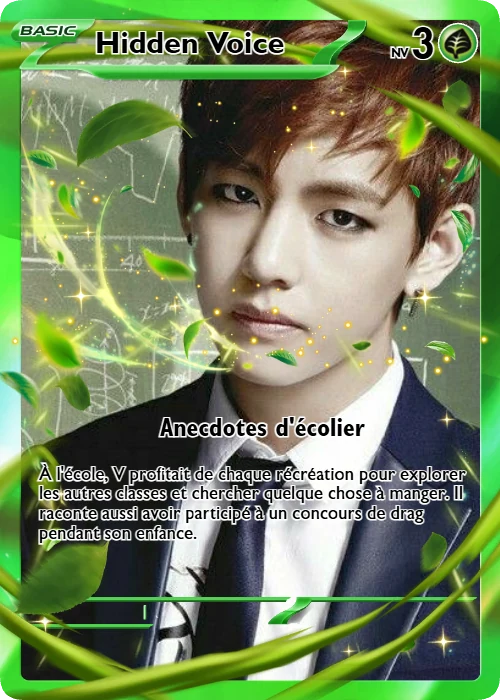 BASIC
Hidden Voice
NV 3
Anecdotes d'écolier
À l'école, V profitait de chaque récréation pour explorer
les autres classes et chercher quelque chose à manger. Il
raconte aussi avoir participé à un concours de drag
pendant son enfance.